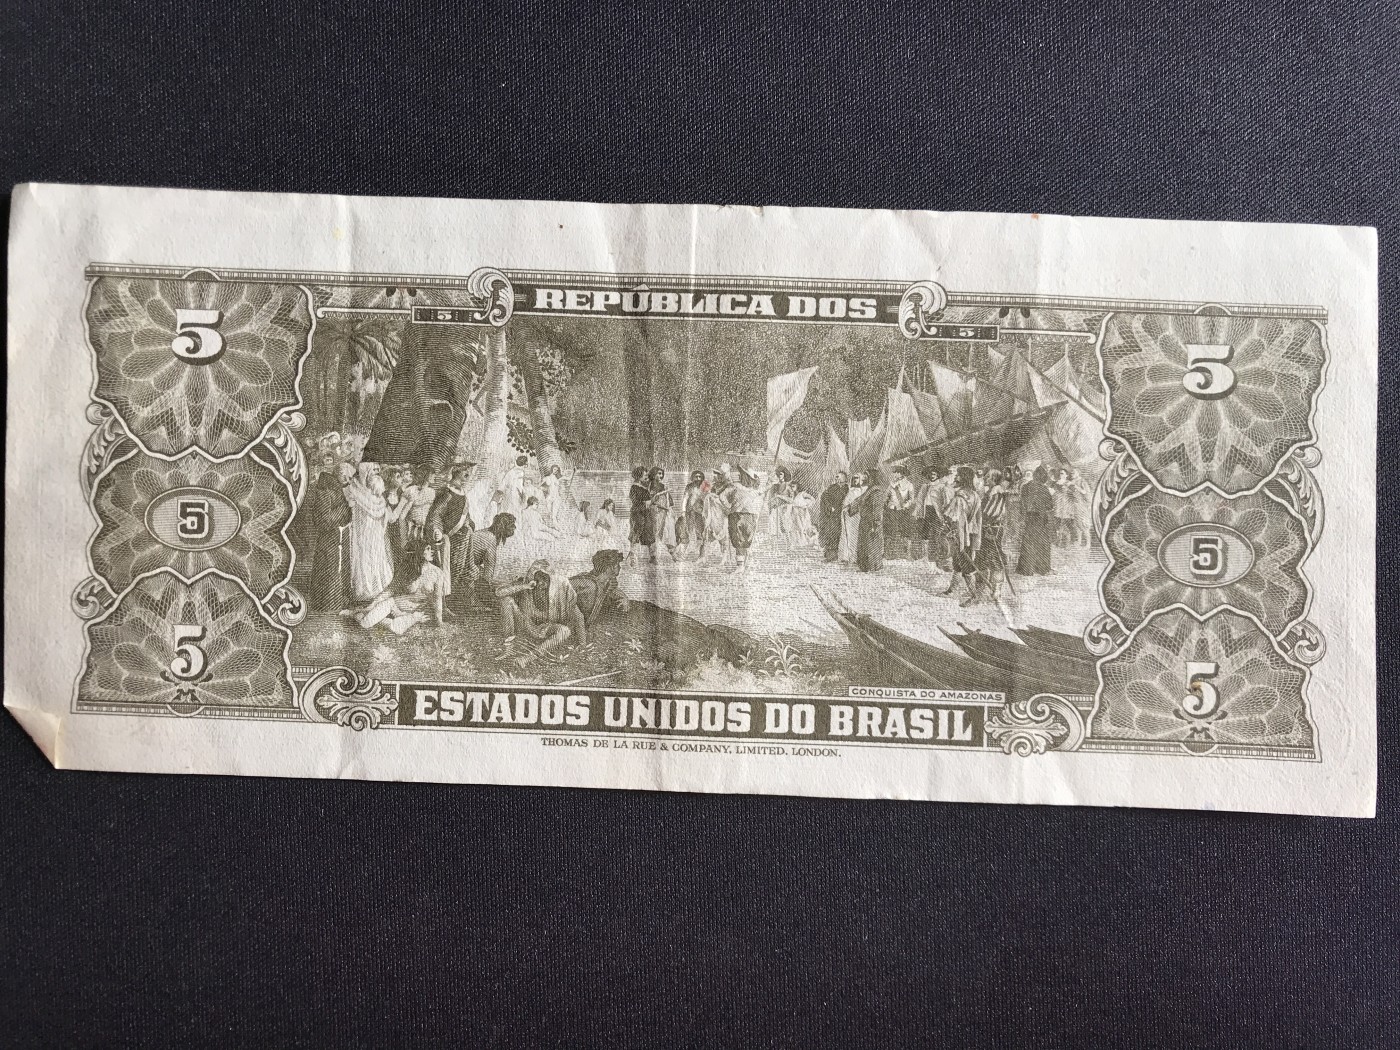 REPÚBLICA DOS
5 5 5 5
5 5
CONQUISTA DO AMAZONAS
5 5
ESTADOS UNIDOS DO BRASIL
THOMAS DE LA RUE & COMPANY, LIMITED, LONDON.